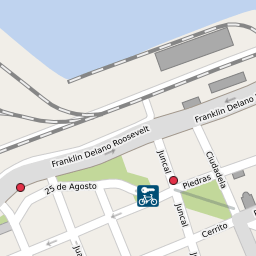 Franklin Delano
Franklin Delano Roosevelt
Juncal
Ciudadela
25 de Agosto
Piedras
Juncal
Cerrito